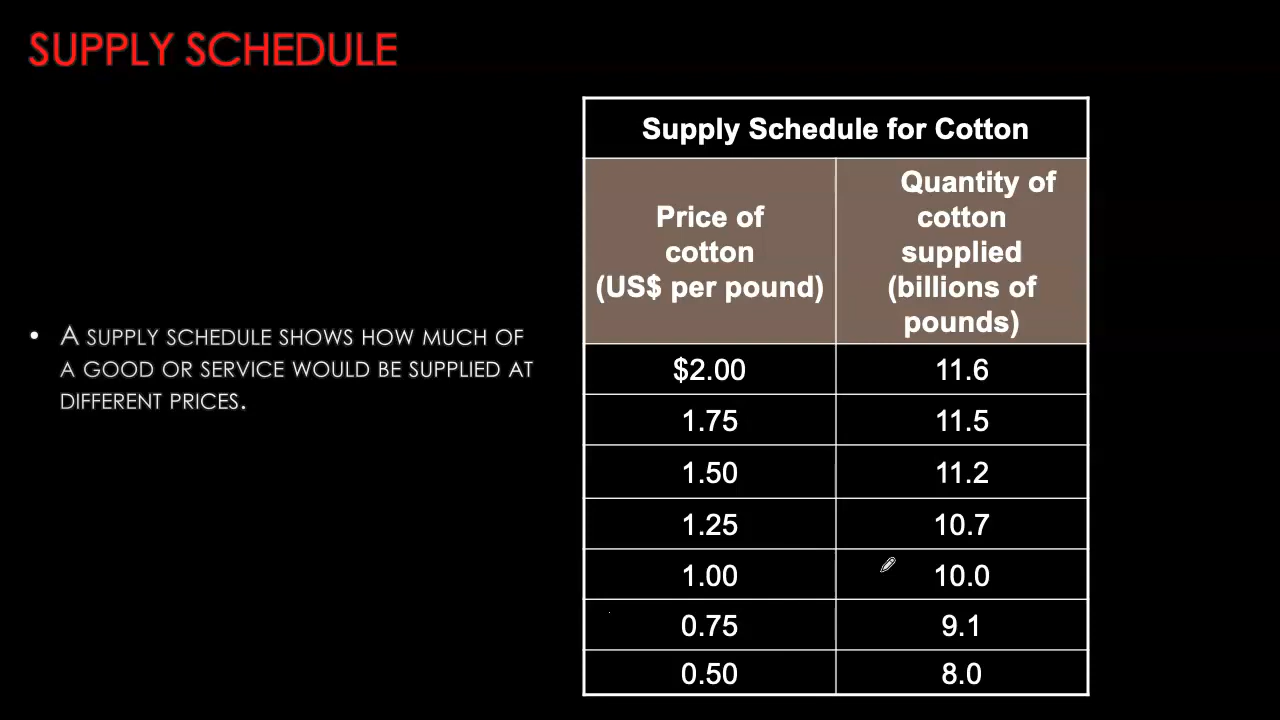 SUPPLY SCHEDULE
• A SUPPLY SCHEDULE SHOWS HOW MUCH OF
A GOOD OR SERVICE WOULD BE SUPPLIED AT
DIFFERENT PRICES.
Supply Schedule for Cotton
Price of
cotton
(US$ per pound)
Quantity of
cotton
supplied
(billions of
pounds)
$2.00 11.6
1.75 11.5
1.50 11.2
1.25 10.7
1.00 10.0
0.75 9.1
0.50 8.0